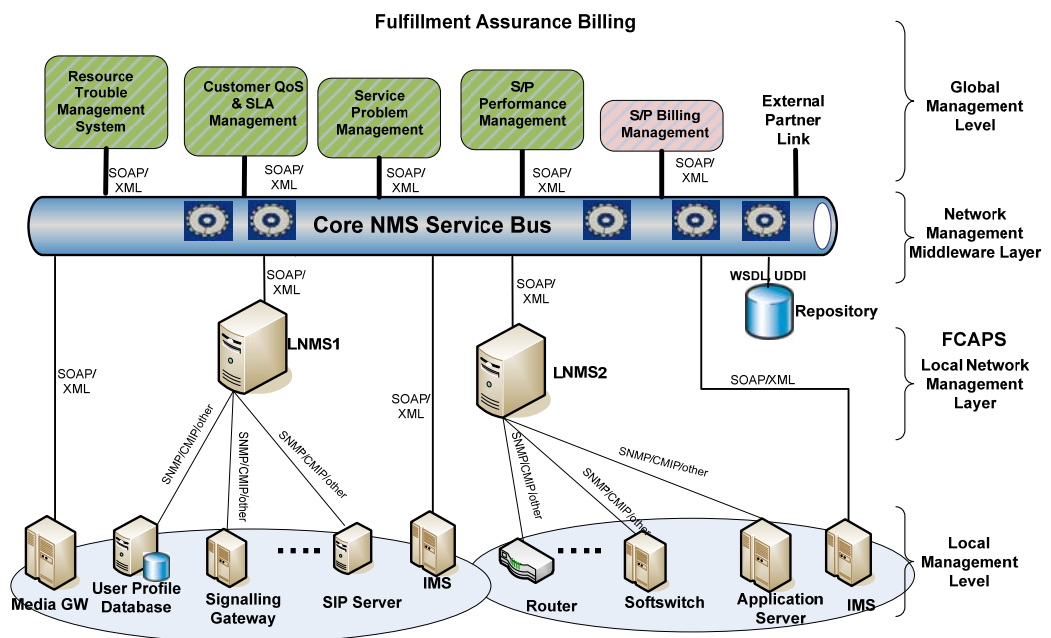 Fulfillment Assurance Billing
Resource
Trouble
Management
System
Customer QoS
& SLA
Management
Service
Problem
Management
S/P
Performance
Management
S/P Billing
Management
External
Partner
Link
Global
Management
Level
SOAP/
XML
SOAP/
XML
SOAP/
XML
SOAP/
XML
SOAP/
XML
Core NMS Service Bus
Network
Management
Middleware Layer
SOAP/
XML
SOAP/
XML
WSDL, UDDI
Repository
LNMS1
LNMS2
FCAPS
Local Network
Management
Layer
SOAP/
XML
SOAP/
XML
SOAP/XML
SNMP/CMIP/other
SNMP/CMIP/other
SNMP/CMIP/other
SNMP/CMIP/other
SNMP/CMIP/other
SNMP/CMIP/other
Media GW
User Profile
Database
Signalling
Gateway
SIP Server
IMS
Router
Softswitch
Application
Server
IMS
Local
Management
Level